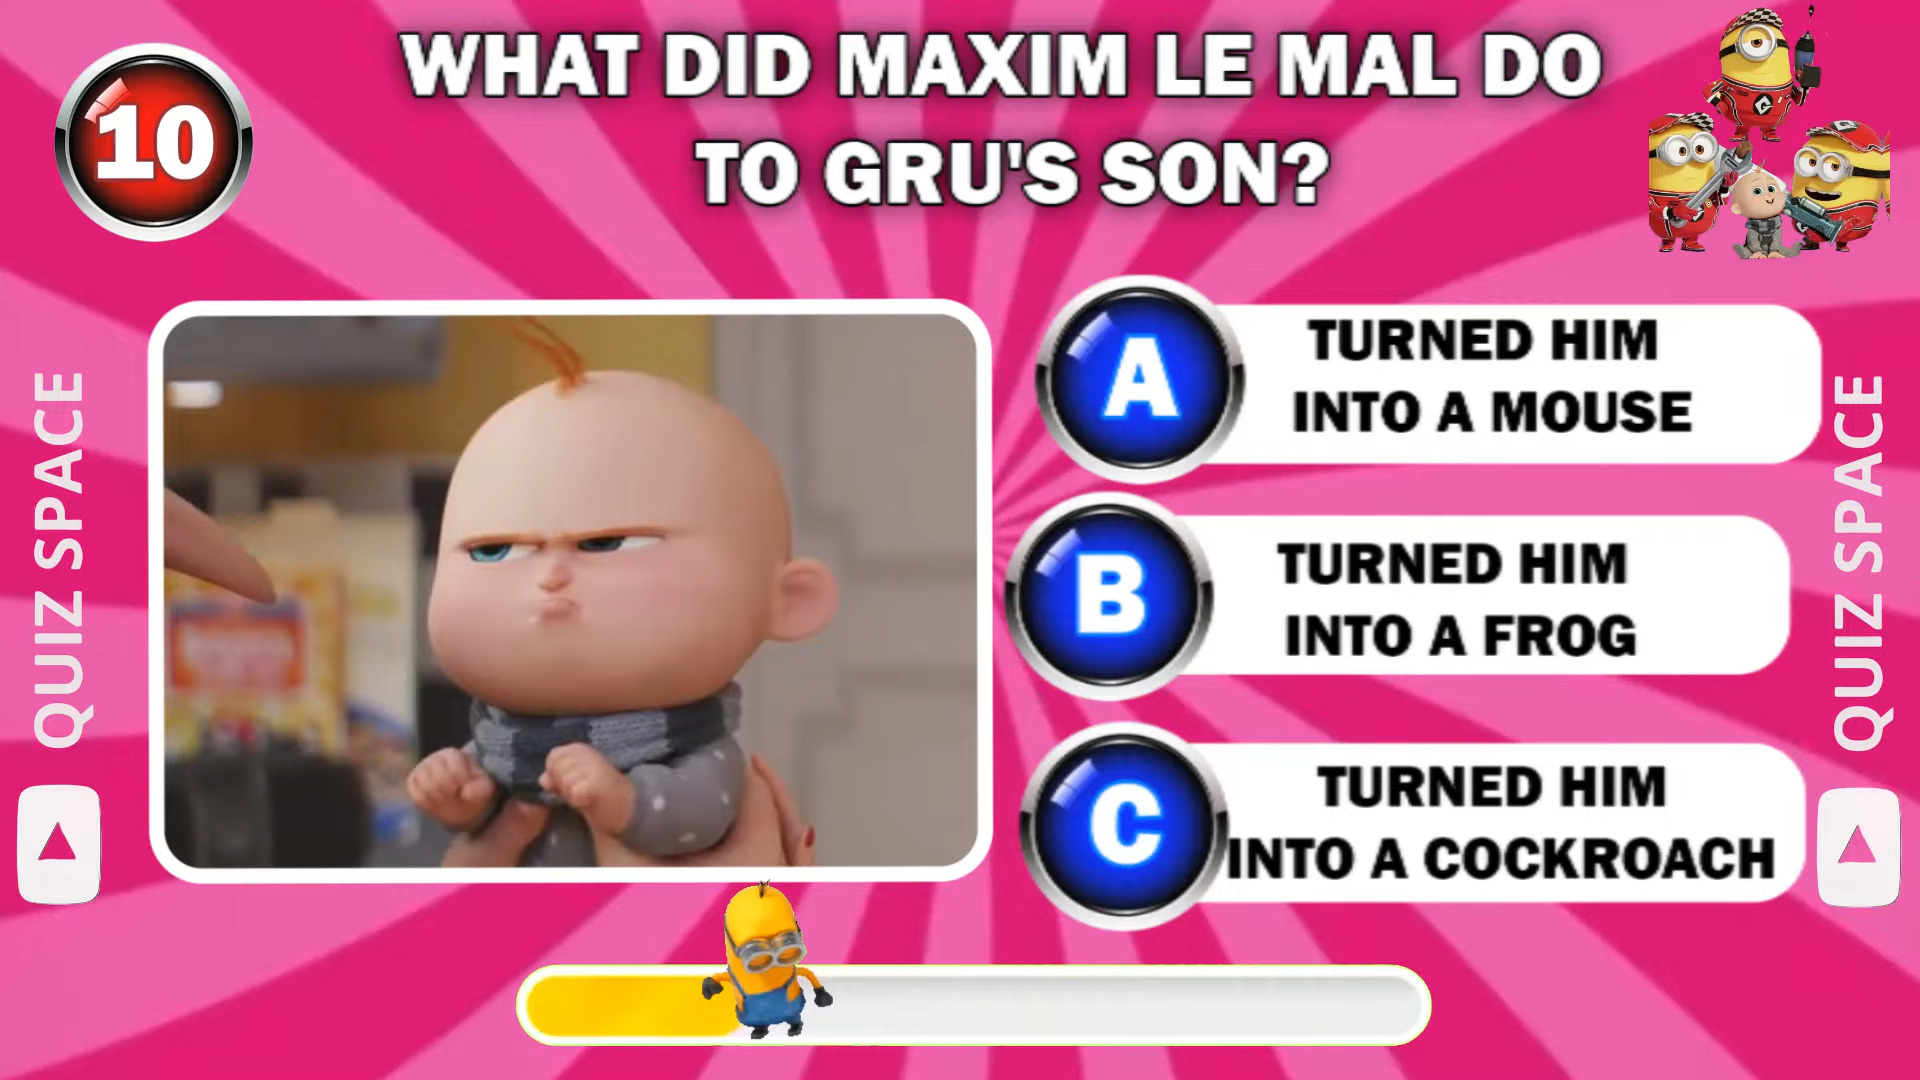 WHAT DID MAXIM LE MAL DO
TO GRU'S SON?
10
QUIZ SPACE
A
TURNED HIM
INTO A MOUSE
B
TURNED HIM
INTO A FROG
C
TURNED HIM
INTO A COCKROACH
QUIZ SPACE